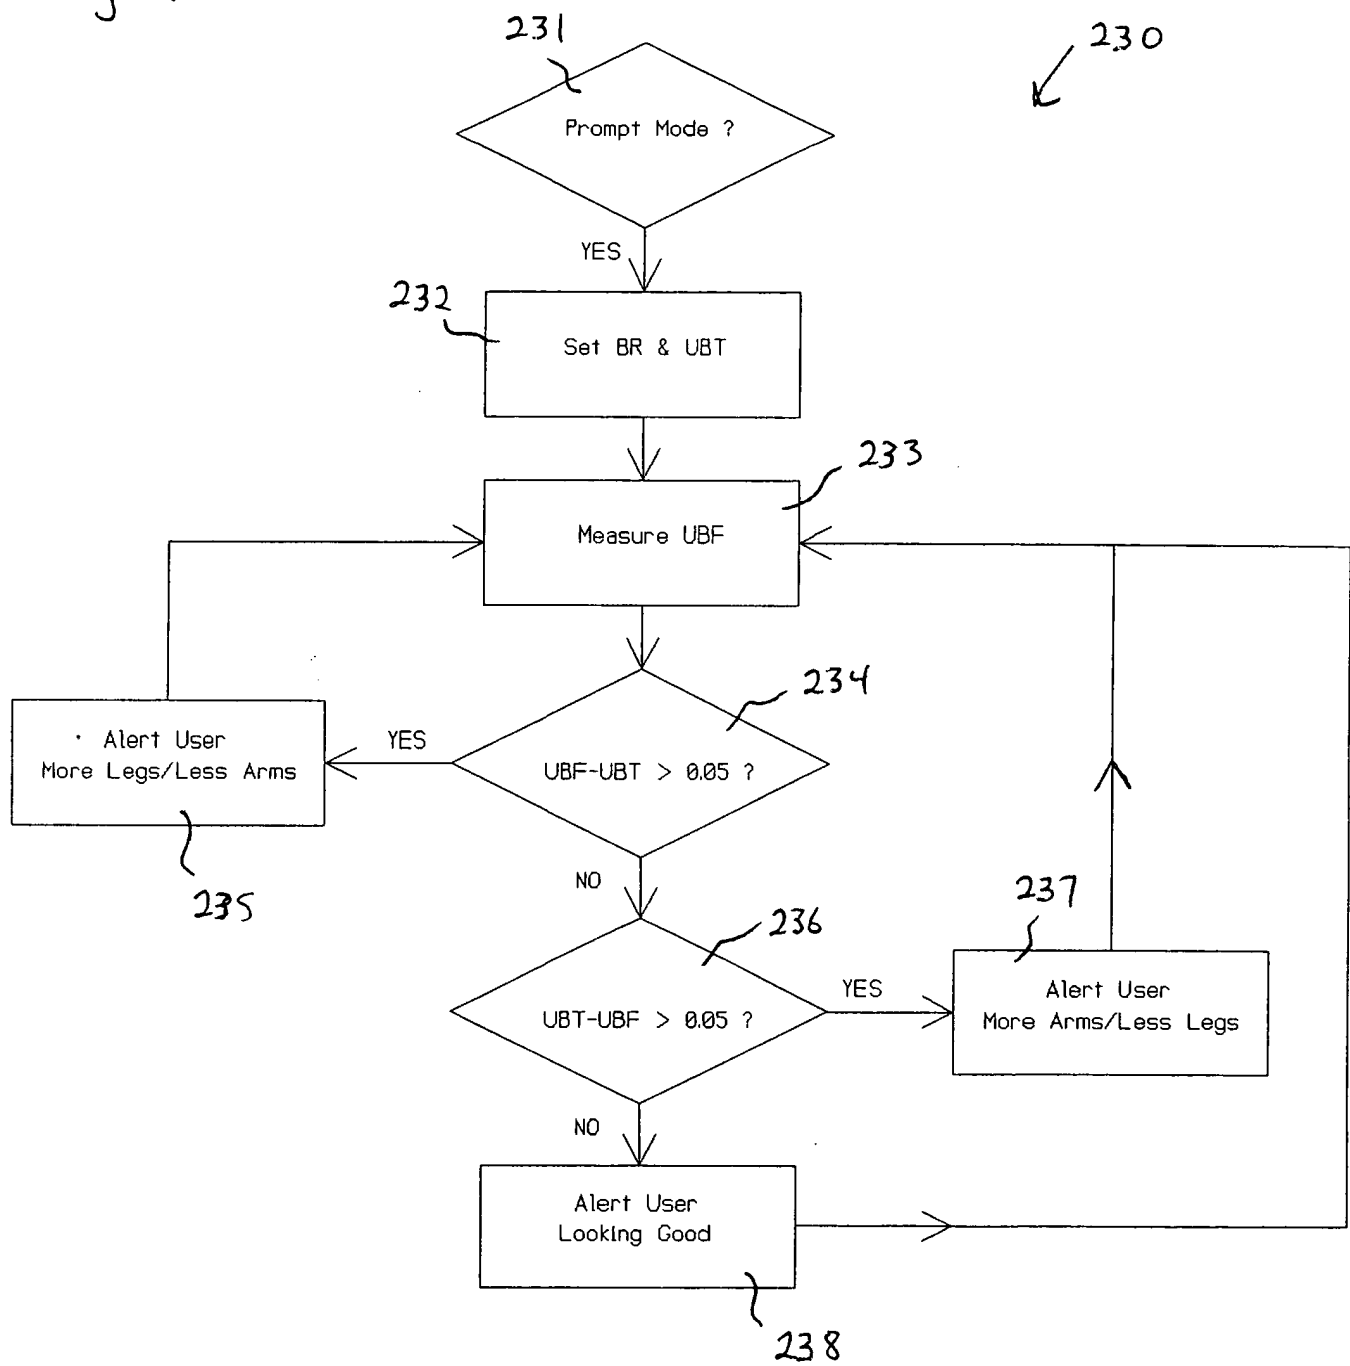 231
230
Prompt Mode ?
YES
232
Set BR & UBT
233
Measure UBF
234
Alert User
More Legs/Less Arms
YES
UBF-UBT > 0.05 ?
235
NO
236
237
UBT-UBF > 0.05 ?
YES
Alert User
More Arms/Less Legs
NO
Alert User
Looking Good
238